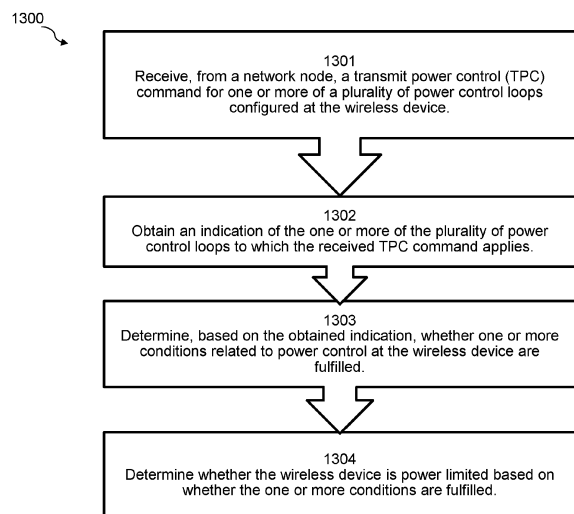 1300
1301
Receive, from a network node, a transmit power control (TPC)
command for one or more of a plurality of power control loops
configured at the wireless device.
1302
Obtain an indication of the one or more of the plurality of power
control loops to which the received TPC command applies.
1303
Determine, based on the obtained indication, whether one or more
conditions related to power control at the wireless device are
fulfilled.
1304
Determine whether the wireless device is power limited based on
whether the one or more conditions are fulfilled.